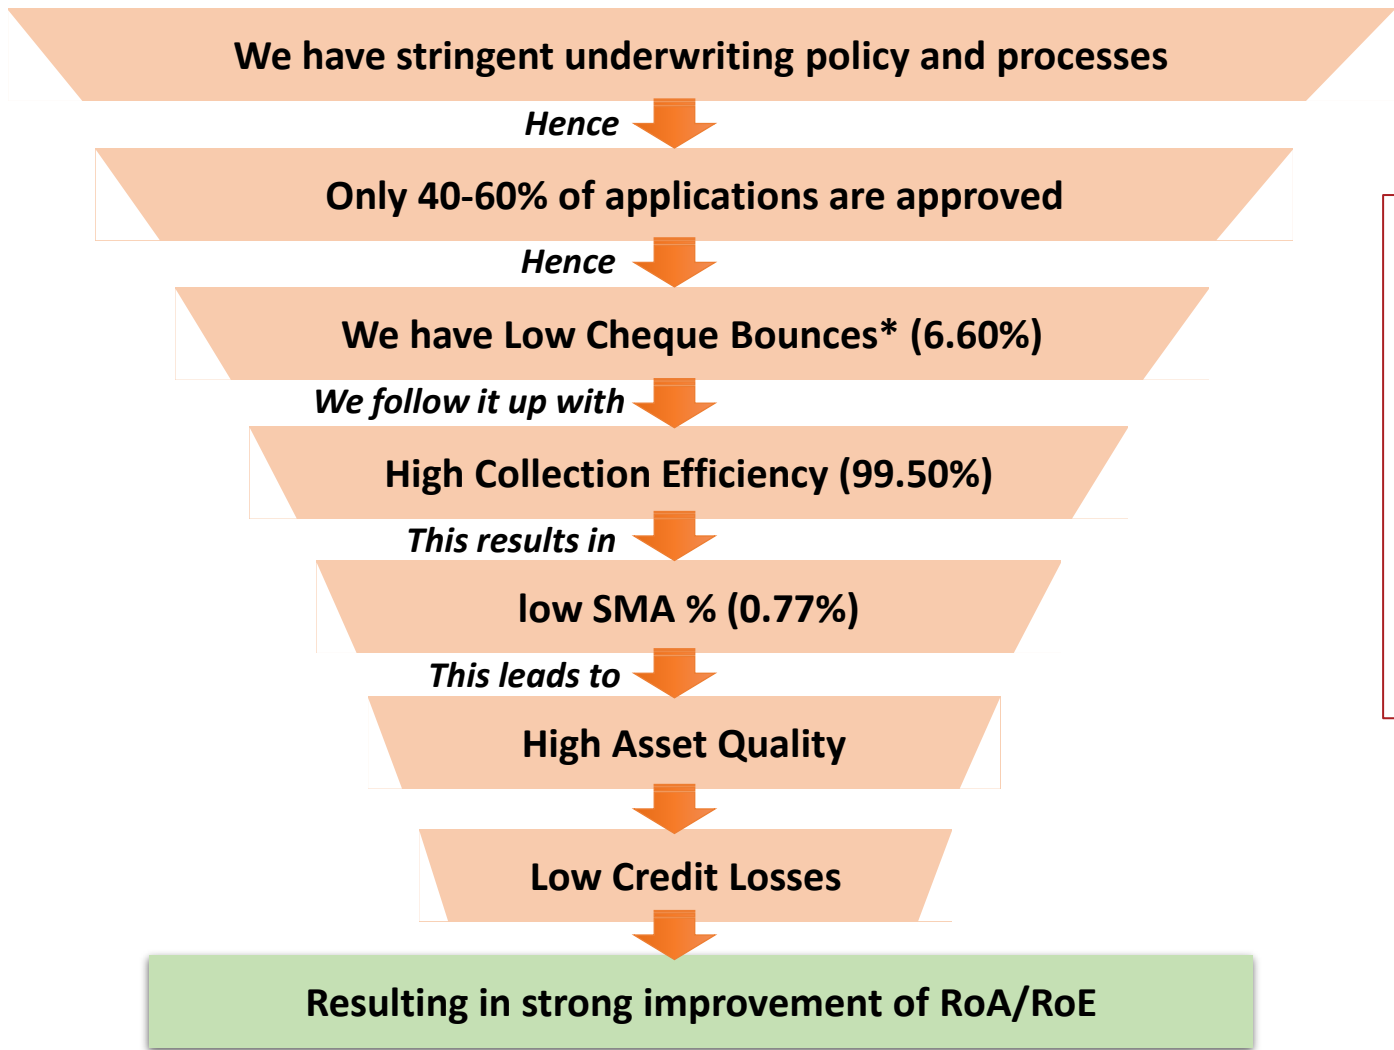 We have stringent underwriting policy and processes
Hence
Only 40-60% of applications are approved
Hence
We have Low Cheque Bounces* (6.60%)
We follow it up with
High Collection Efficiency (99.50%)
This results in
low SMA % (0.77%)
This leads to
High Asset Quality
Low Credit Losses
Resulting in strong improvement of RoA/RoE